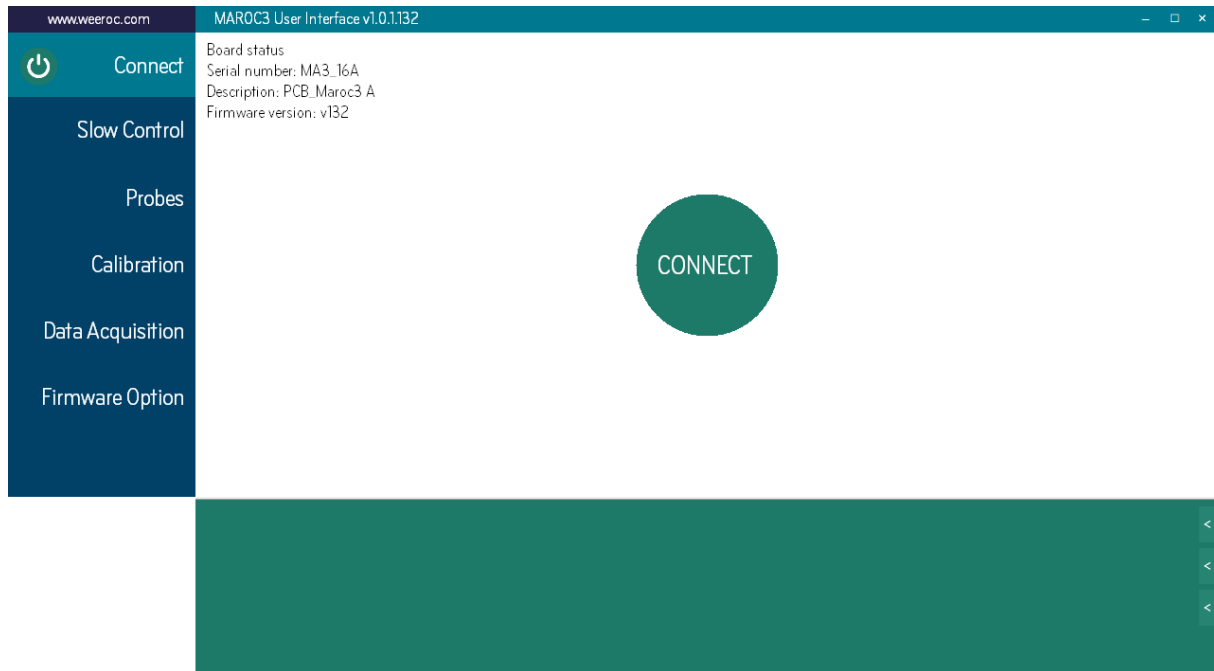 www.weeroc.com
MAROC3 User Interface v1.0.1.132
Connect
Slow Control
Probes
Calibration
Data Acquisition
Firmware Option
Board status
Serial number: MA3_16A
Description: PCB_Maroc3 A
Firmware version: v132
CONNECT
<
<
<